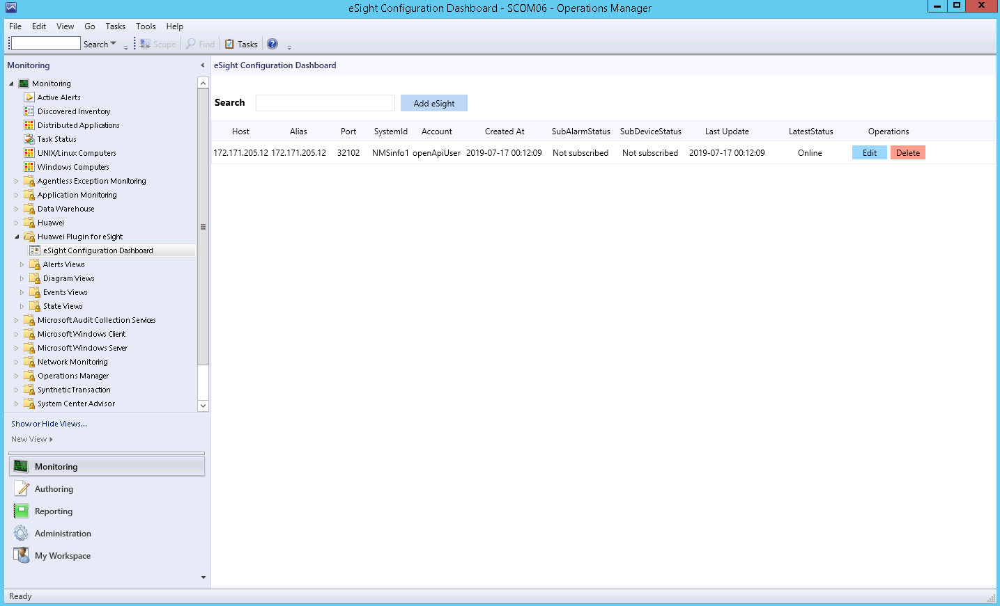 eSight Configuration Dashboard - SCOM06 - Operations Manager
File Edit View Go Tasks Tools Help
Search Scope Find Tasks
Monitoring
eSight Configuration Dashboard
Monitoring
Active Alerts
Discovered Inventory
Distributed Applications
Task Status
UNIX/Linux Computers
Windows Computers
Agentless Exception Monitoring
Application Monitoring
Data Warehouse
Huawei
Huawei Plugin for eSight
eSight Configuration Dashboard
Alerts Views
Diagram Views
Events Views
State Views
Microsoft Audit Collection Services
Microsoft Windows Client
Microsoft Windows Server
Network Monitoring
Operations Manager
Synthetic Transaction
System Center Advisor
Show or Hide Views...
New View
Monitoring
Authoring
Reporting
Administration
My Workspace
Search Add eSight
Host Alias Port SystemId Account Created At SubAlarmStatus SubDeviceStatus Last Update LatestStatus Operations
172.171.205.12 172.171.205.12 32102 NMSinfo1 openApiUser 2019-07-17 00:12:09 Not subscribed Not subscribed 2019-07-17 00:12:09 Online Edit Delete
Ready